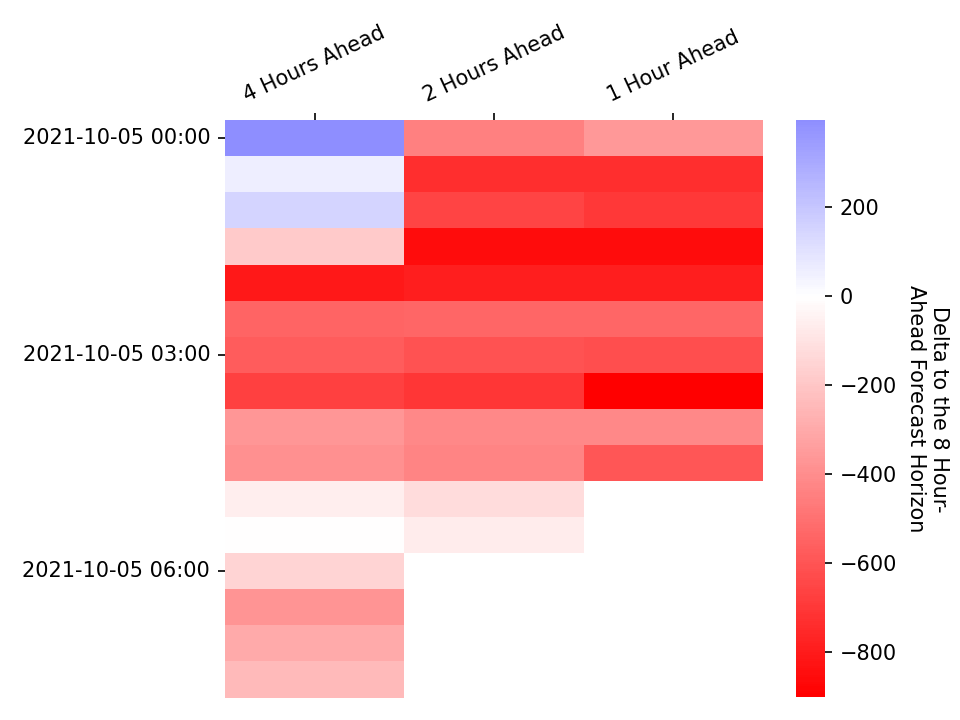 4 Hours Ahead
2 Hours Ahead
1 Hour Ahead
2021-10-05 00:00
2021-10-05 03:00
2021-10-05 06:00
200
0
−200
−400
−600
−800
Delta to the 8 Hour-
Ahead Forecast Horizon